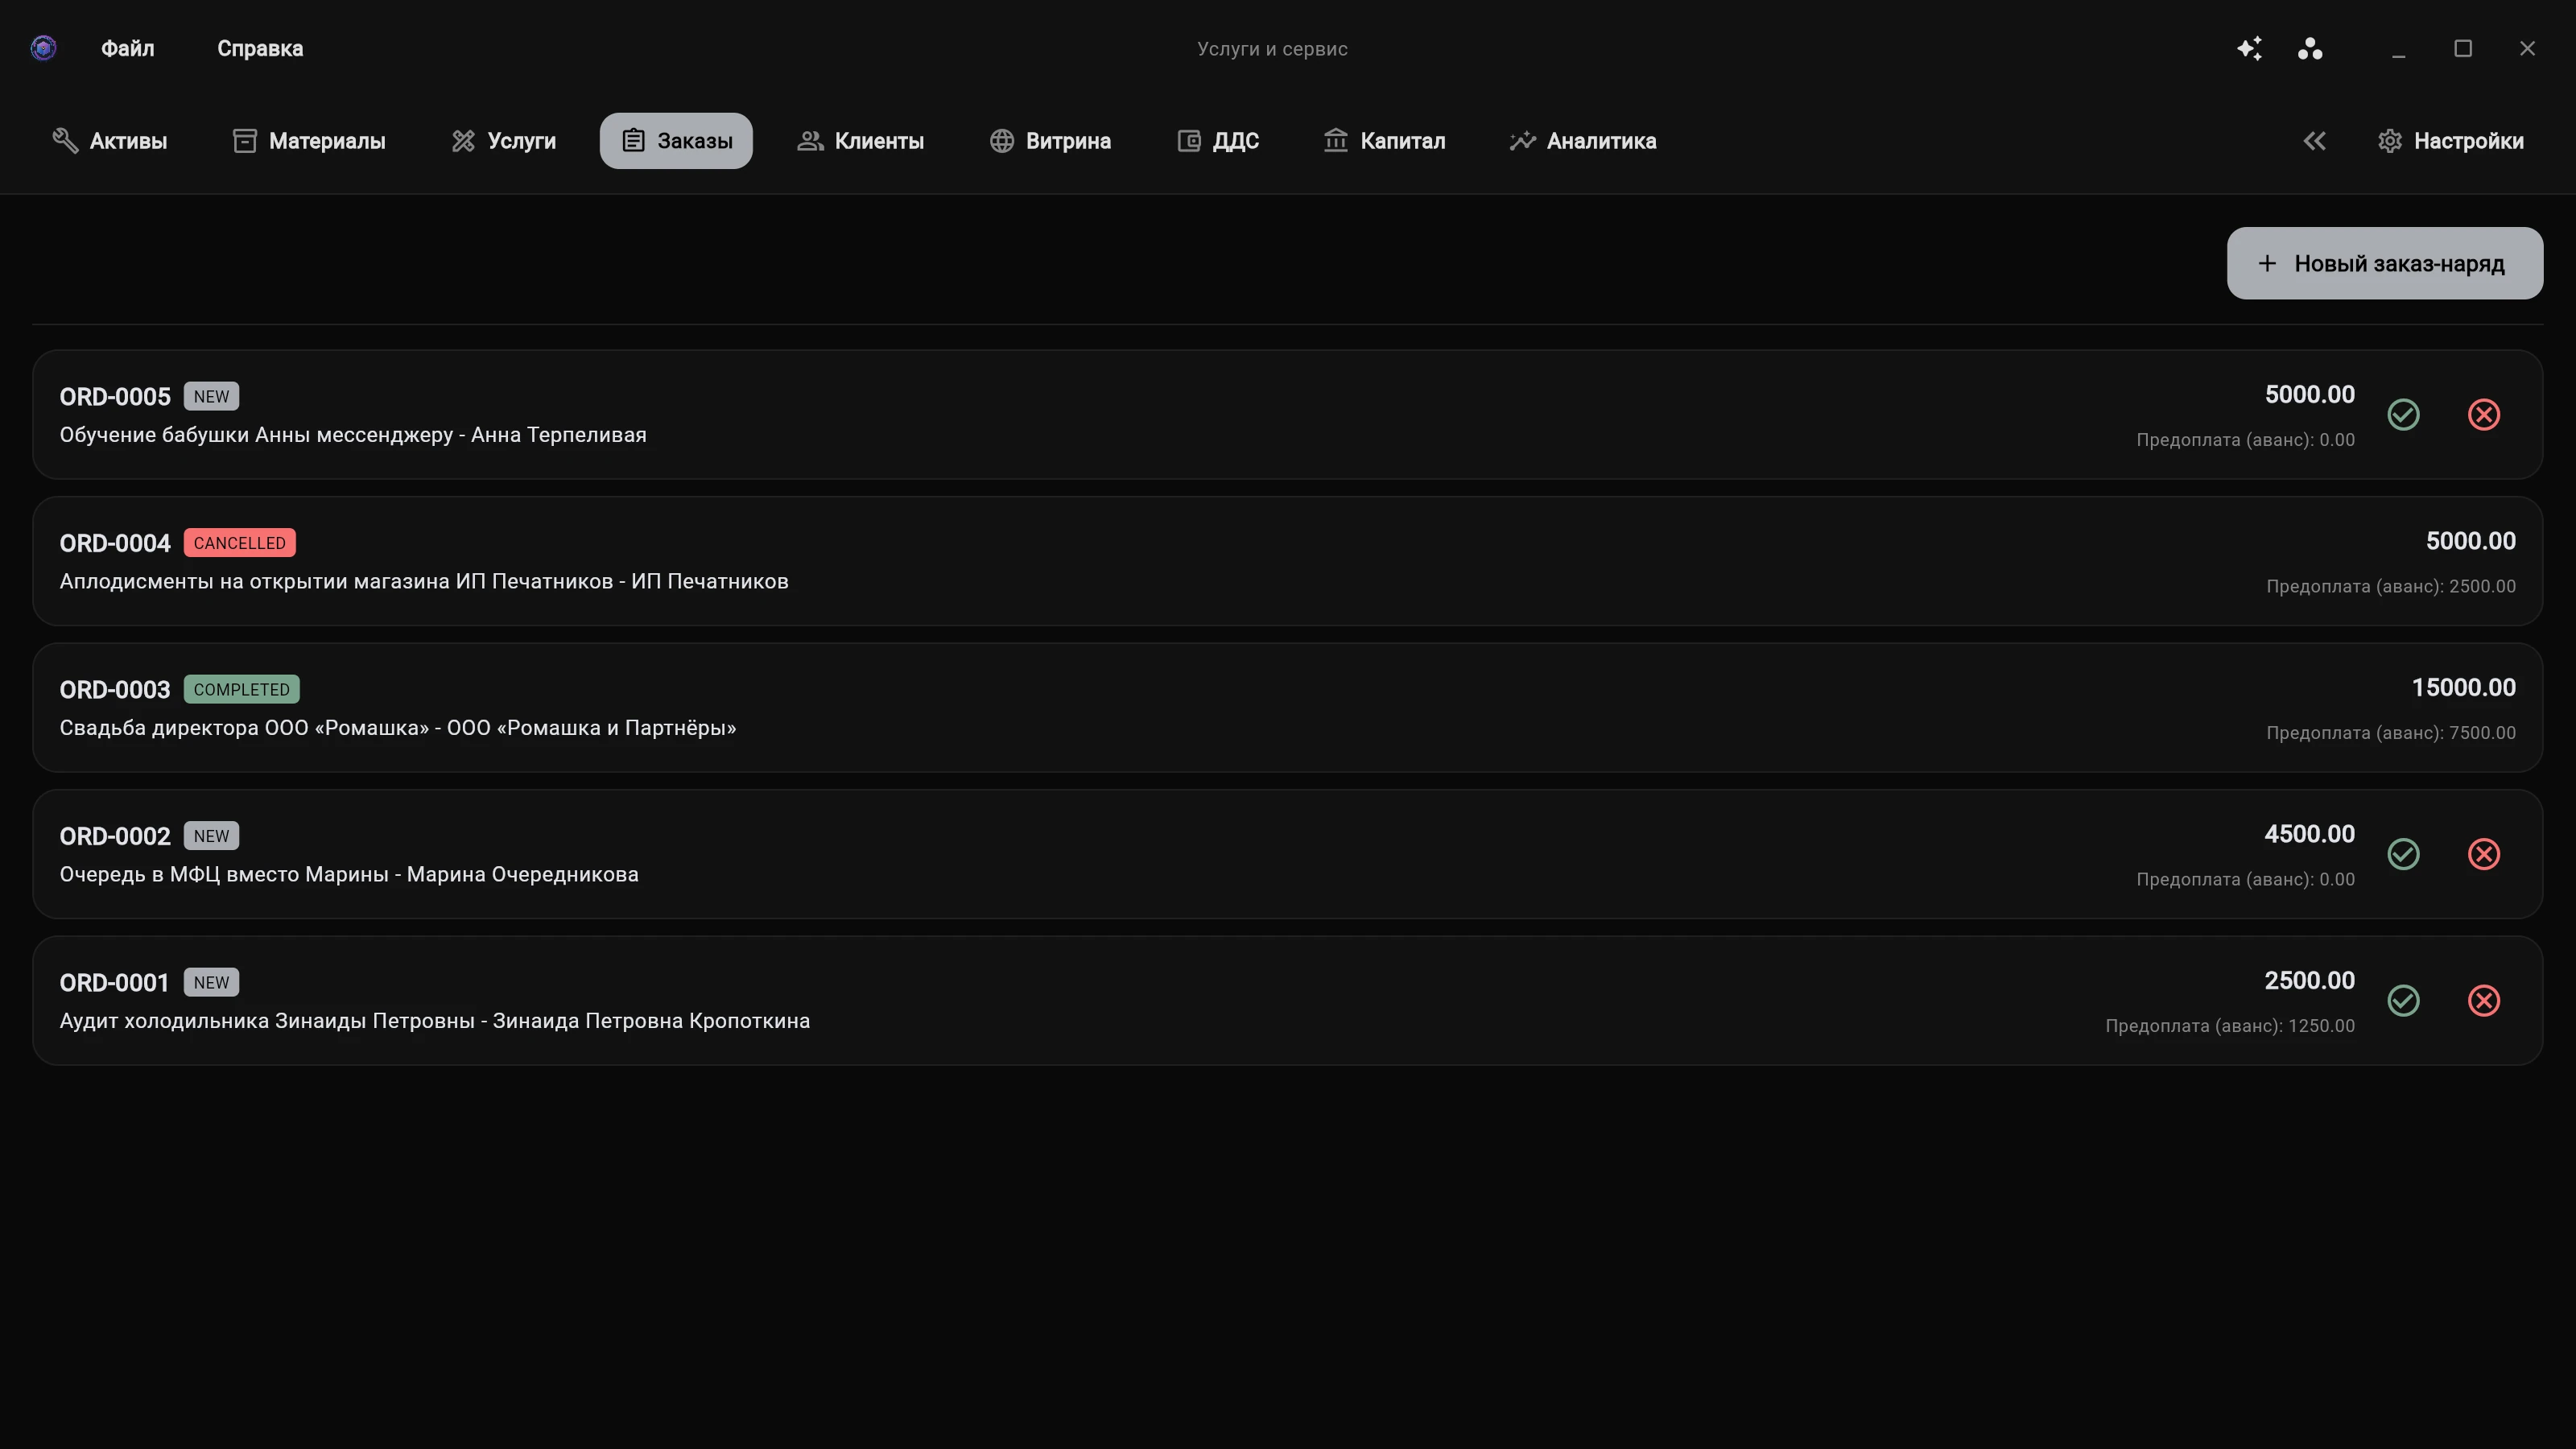 Файл
Справка
Услуги и сервис
Активы
Материалы
Услуги
Заказы
Клиенты
Витрина
ДДС
Капитал
Аналитика
Настройки
+ Новый заказ-наряд
ORD-0005 NEW
Обучение бабушки Анны мессенджеру - Анна Терпеливая
5000.00
Предоплата (аванс): 0.00
ORD-0004 CANCELLED
Аплодисменты на открытии магазина ИП Печатников - ИП Печатников
5000.00
Предоплата (аванс): 2500.00
ORD-0003 COMPLETED
Свадьба директора ООО «Ромашка» - ООО «Ромашка и Партнёры»
15000.00
Предоплата (аванс): 7500.00
ORD-0002 NEW
Очередь в МФЦ вместо Марины - Марина Очередникова
4500.00
Предоплата (аванс): 0.00
ORD-0001 NEW
Аудит холодильника Зинаиды Петровны - Зинаида Петровна Кропоткина
2500.00
Предоплата (аванс): 1250.00